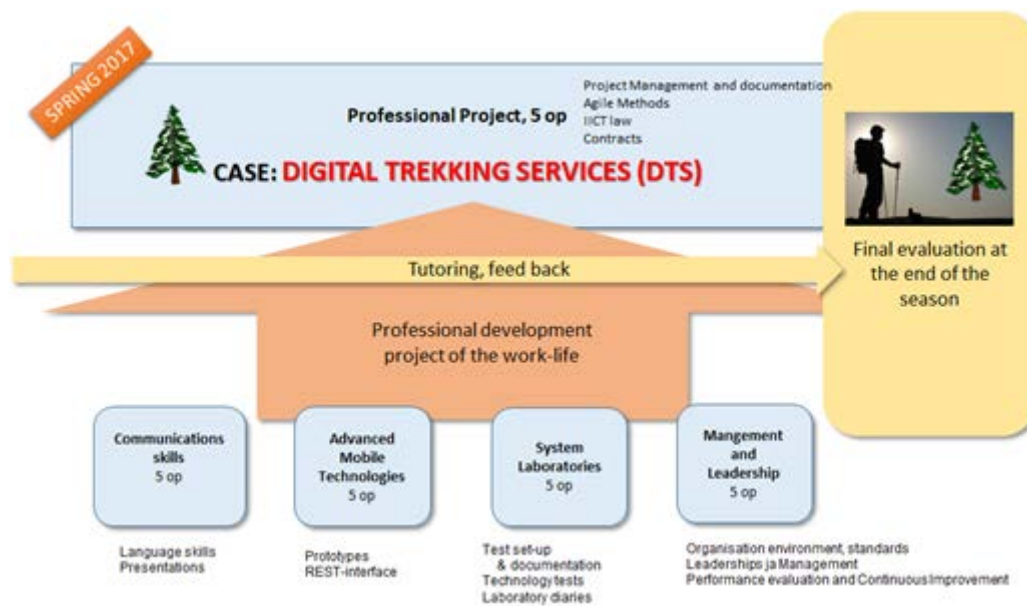 SPRING 2017
Professional Project, 5 op
Project Management and documentation
Agile Methods
IICT law
Contracts
CASE: DIGITAL TREKKING SERVICES (DTS)
Tutoring, feed back
Final evaluation at
the end of the
season
Professional development
project of the work-life
Communications
skills
5 op
Advanced
Mobile
Technologies
5 op
System
Laboratories
5 op
Mangement
and
Leadership
5 op
Language skills
Presentations
Prototypes
REST-interface
Test set-up
& documentation
Technology tests
Laboratory diaries
Organisation environment, standards
Leaderships ja Management
Performance evaluation and Continuous Improvement